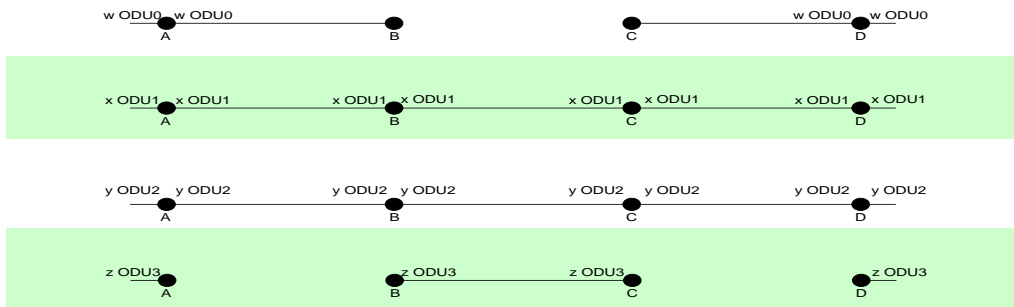 w ODU0 w ODU0 w ODU0 w ODU0
A B C D
x ODU1 x ODU1 x ODU1 x ODU1 x ODU1 x ODU1 x ODU1 x ODU1
A B C D
y ODU2 y ODU2 y ODU2 y ODU2 y ODU2 y ODU2 y ODU2 y ODU2
A B C D
z ODU3 z ODU3 z ODU3 z ODU3
A B C D